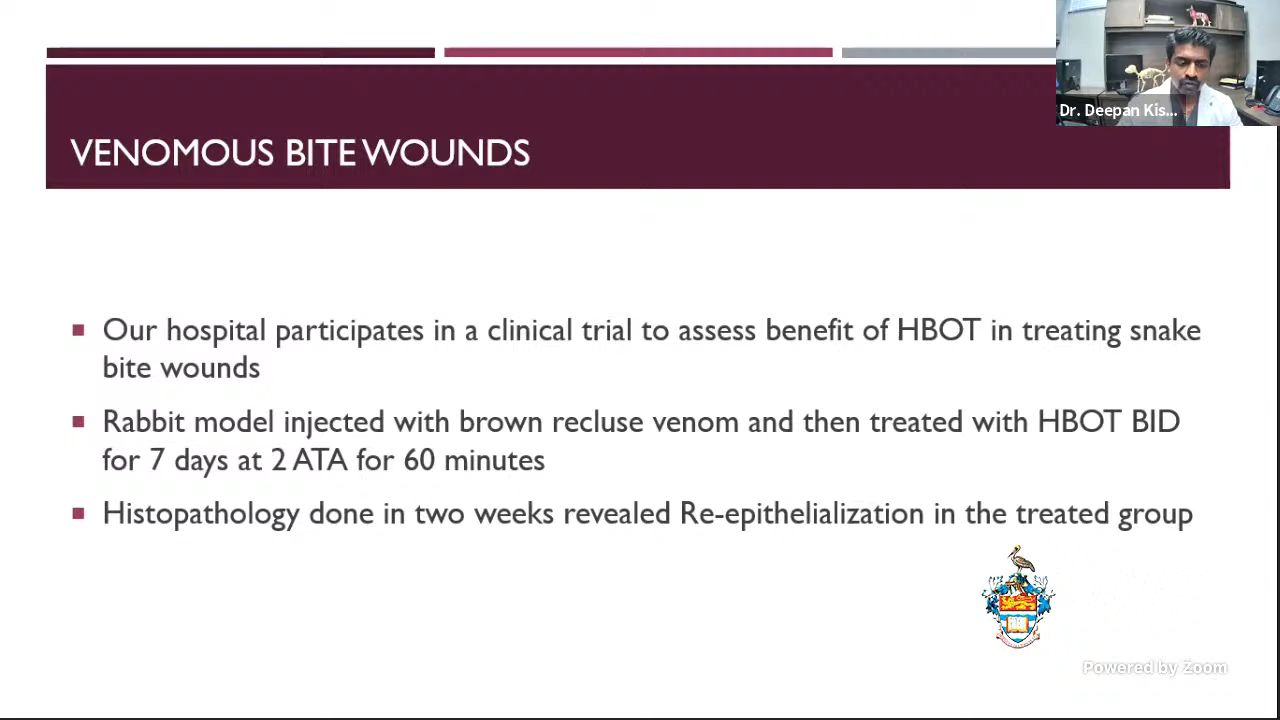 Dr. Deepan Kis...
VENOMOUS BITE WOUNDS
■ Our hospital participates in a clinical trial to assess benefit of HBOT in treating snake
bite wounds
■ Rabbit model injected with brown recluse venom and then treated with HBOT BID
for 7 days at 2 ATA for 60 minutes
■ Histopathology done in two weeks revealed Re-epithelialization in the treated group
Powered by Zoom